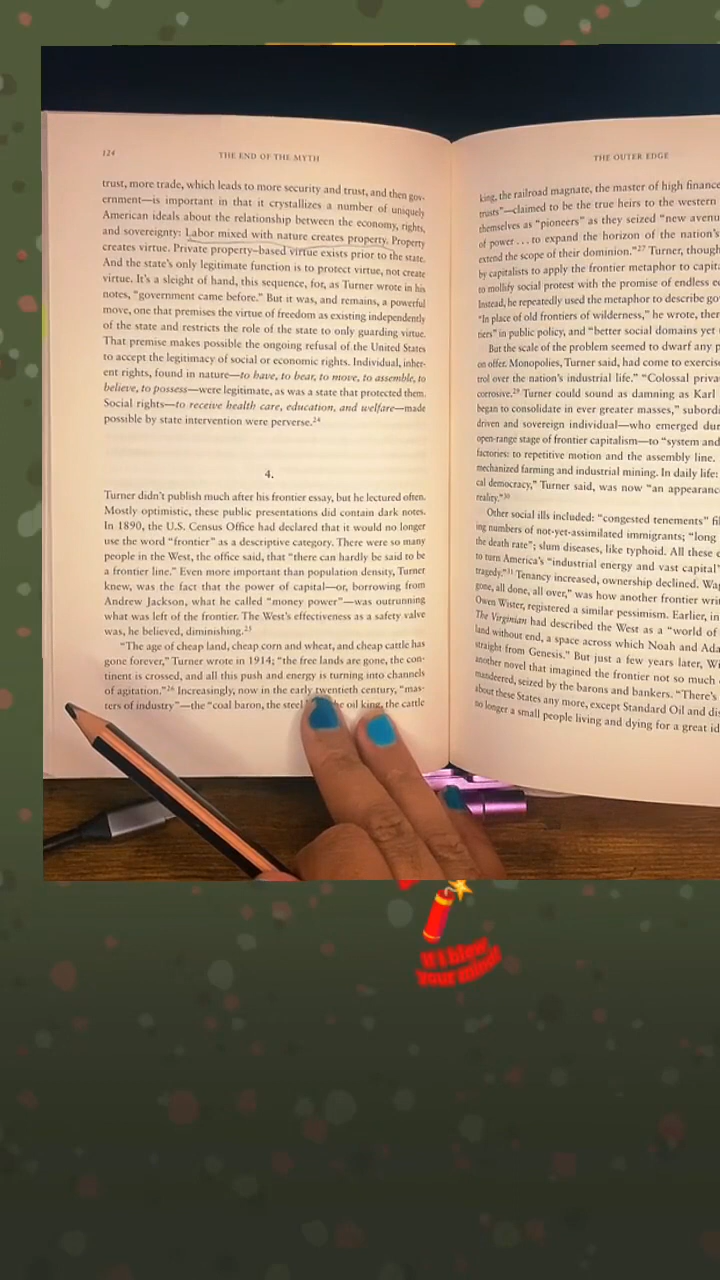 124
THE END OF THE MYTH
trust, more trade, which leads to more security and trust, and then gov-
ernment—is important in that it crystallizes a number of uniquely
American ideals about the relationship between the economy, rights,
and sovereignty: Labor mixed with nature creates property. Property
creates virtue. Private property–based virtue exists prior to the state.
And the state's only legitimate function is to protect virtue, not create
virtue. It's a sleight of hand, this sequence, for, as Turner wrote in his
notes, "government came before." But it was, and remains, a powerful
move, one that premises the virtue of freedom as existing independently
of the state and restricts the role of the state to only guarding virtue.
That premise makes possible the ongoing refusal of the United States
to accept the legitimacy of social or economic rights. Individual, inher-
ent rights, found in nature—to have, to bear, to move, to assemble, to
believe, to possess—were legitimate, as was a state that protected them.
Social rights—to receive health care, education, and welfare—made
possible by state intervention were perverse.24
4.
Turner didn't publish much after his frontier essay, but he lectured often.
Mostly optimistic, these public presentations did contain dark notes.
In 1890, the U.S. Census Office had declared that it would no longer
use the word "frontier" as a descriptive category. There were so many
people in the West, the office said, that "there can hardly be said to be
a frontier line." Even more important than population density, Turner
knew, was the fact that the power of capital—or, borrowing from
Andrew Jackson, what he called "money power"—was outrunning
what was left of the frontier. The West's effectiveness as a safety valve
was, he believed, diminishing.25
"The age of cheap land, cheap corn and wheat, and cheap cattle has
gone forever," Turner wrote in 1914; "the free lands are gone, the con-
tinent is crossed, and all this push and energy is turning into channels
of agitation."26 Increasingly, now in the early twentieth century, "mas-
ters of industry"—the "coal baron, the steel oil king, the cattle
THE OUTER EDGE
king, the railroad magnate, the master of high finance
trusts"—claimed to be the true heirs to the western
themselves as "pioneers" as they seized "new avenu
of power . . . to expand the horizon of the nation's
extend the scope of their dominion."27 Turner, though
by capitalists to apply the frontier metaphor to capit
to mollify social protest with the promise of endless ec
Instead, he repeatedly used the metaphor to describe go
"In place of old frontiers of wilderness," he wrote, ther
tiers" in public policy, and "better social domains yet
But the scale of the problem seemed to dwarf any p
on offer. Monopolies, Turner said, had come to exercise
trol over the nation's industrial life." "Colossal priva
corrosive.29 Turner could sound as damning as Karl
began to consolidate in ever greater masses," subordi
driven and sovereign individual—who emerged dur
open-range stage of frontier capitalism—to "system and
factories: to repetitive motion and the assembly line.
mechanized farming and industrial mining. In daily life:
cal democracy," Turner said, was now "an appearanc
reality."30
Other social ills included: "congested tenements" fil
ing numbers of not-yet-assimilated immigrants; "long
the death rate"; slum diseases, like typhoid. All these
to turn America's "industrial energy and vast capital"
tragedy."31 Tenancy increased, ownership declined. Wag
gone, all done, all over," was how another frontier writ
Owen Wister, registered a similar pessimism. Earlier, in
The Virginian had described the West as a "world of
land without end, a space across which Noah and Ada
straight from Genesis." But just a few years later, Wi
another novel that imagined the frontier not so much
mandeered, seized by the barons and bankers. "There's
about these States any more, except Standard Oil and dis
no longer a small people living and dying for a great id
If I blew
Your mind!